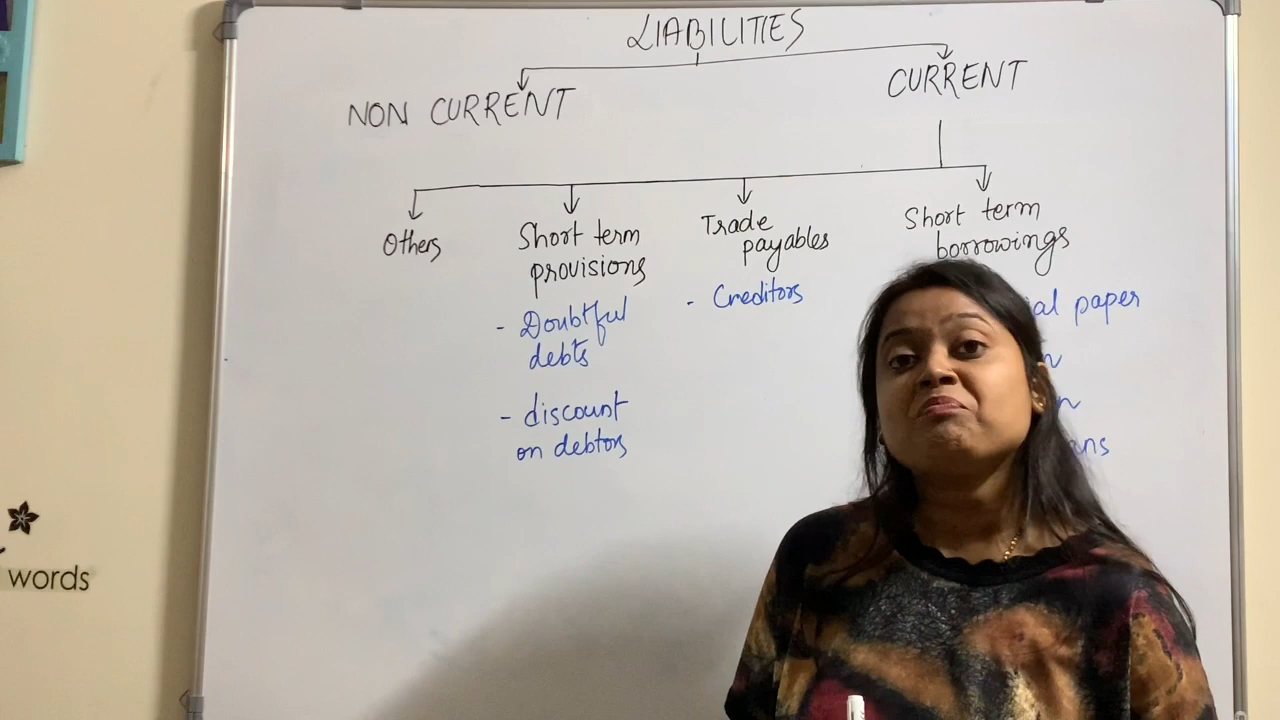 LIABILITIES
NON CURRENT
CURRENT
Others
Short term
provisions
- Doubtful
debts
- discount
on debtors
Trade
payables
- Creditors
Short term
borrowings
paper
words